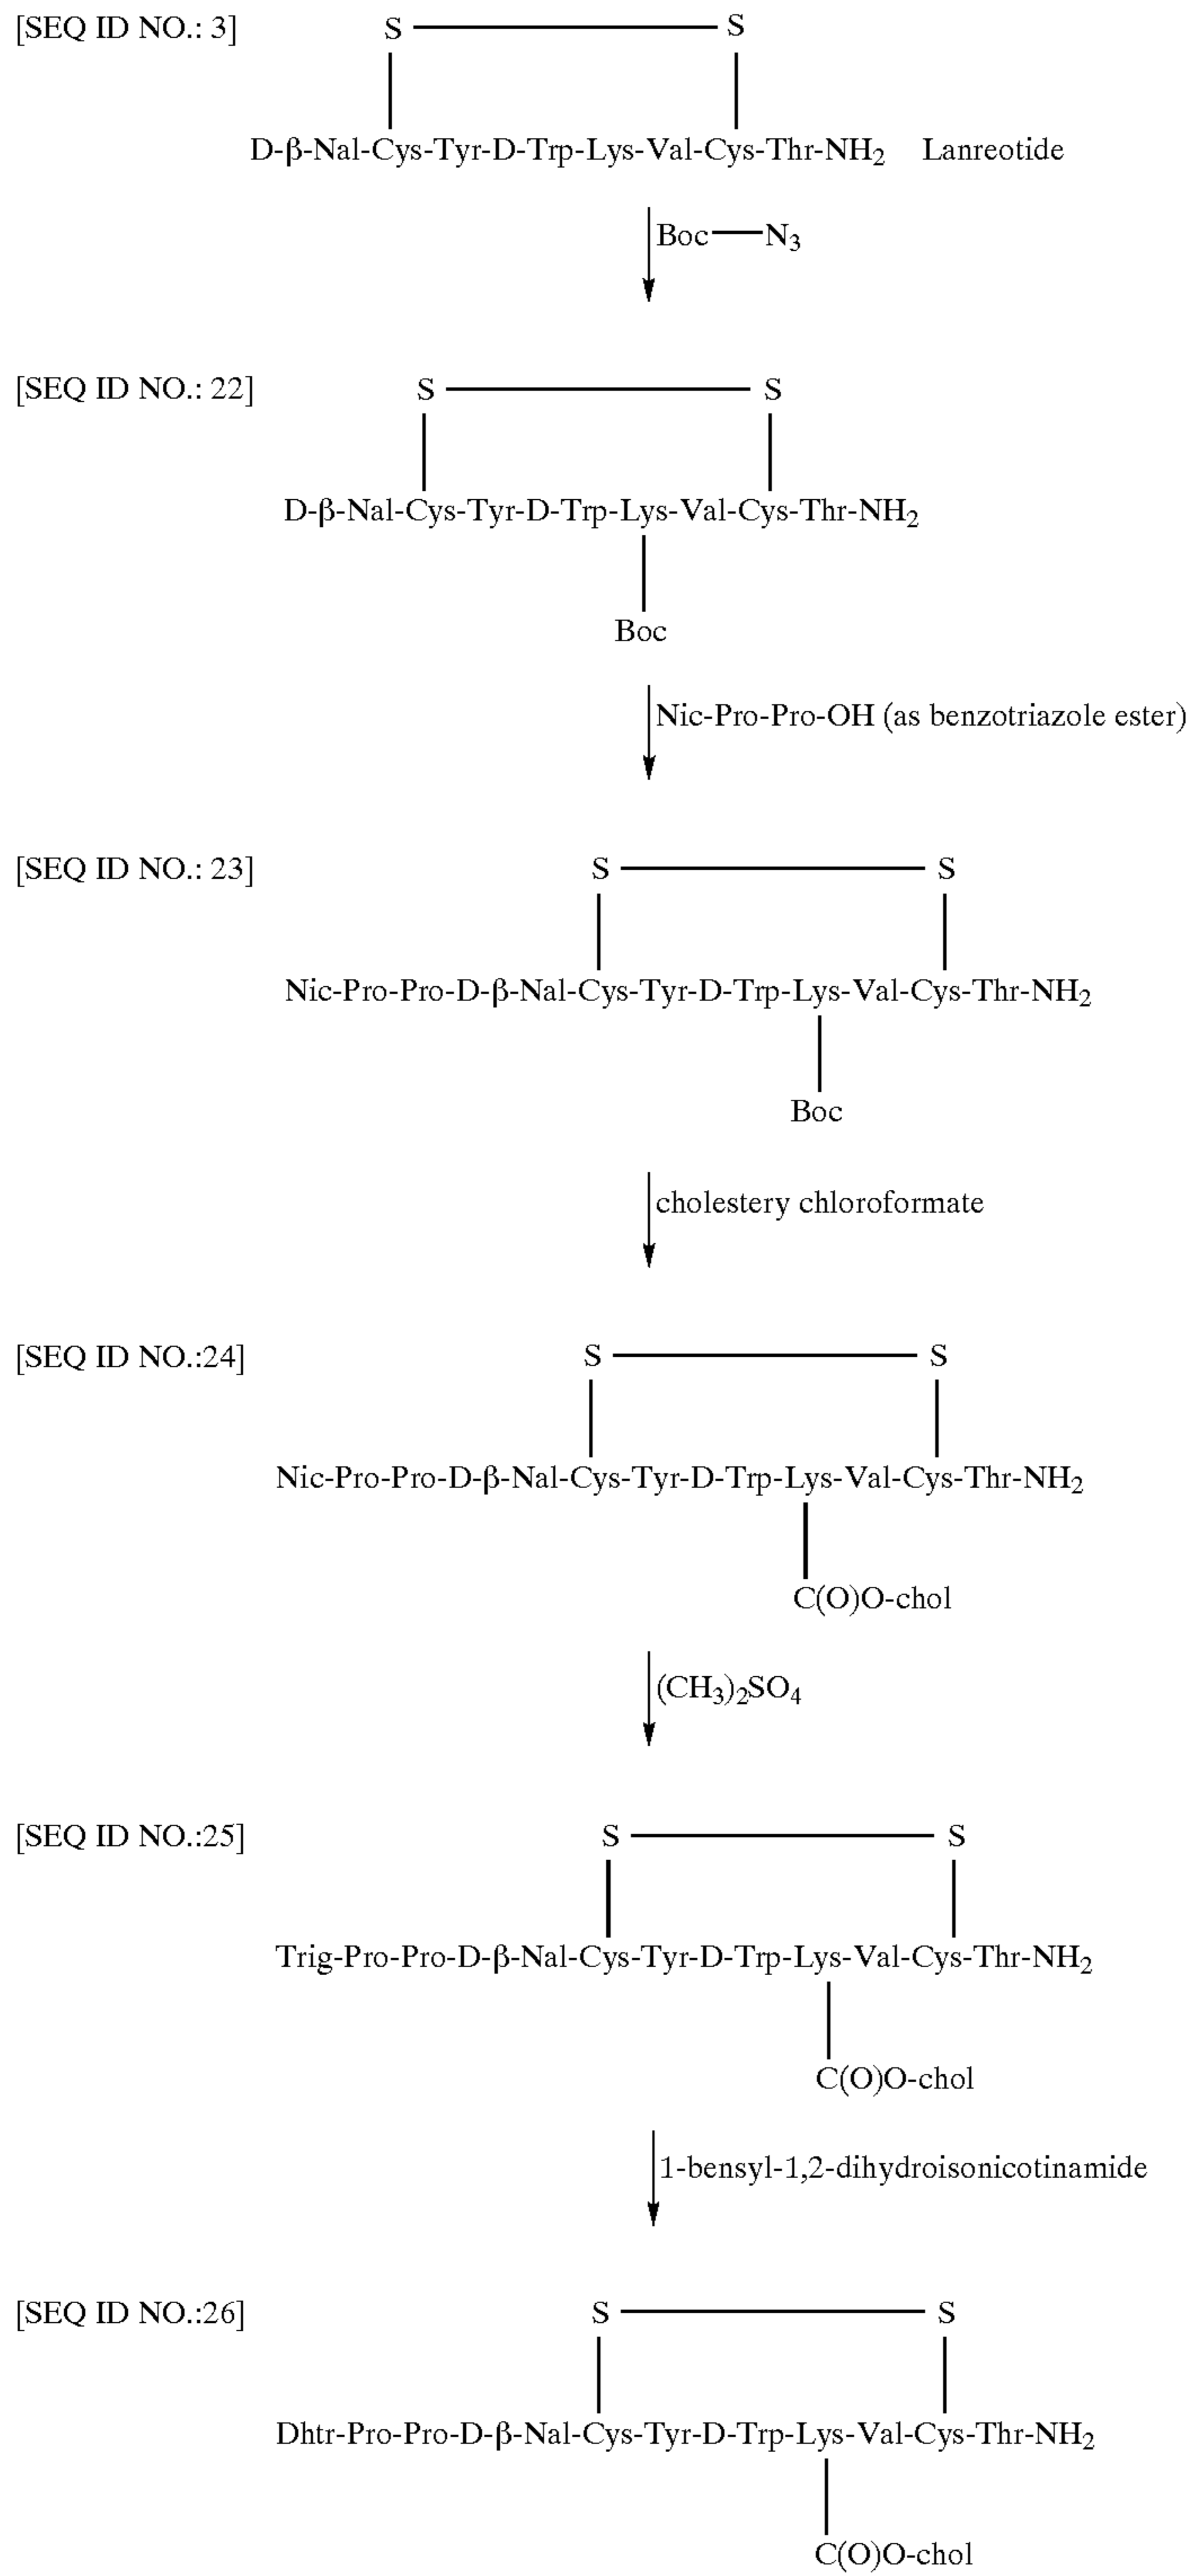 [SEQ ID NO.: 3]
S S
D-β-Nal-Cys-Tyr-D-Trp-Lys-Val-Cys-Thr-NH2 Lanreotide
Boc—N3
[SEQ ID NO.: 22]
S S
D-β-Nal-Cys-Tyr-D-Trp-Lys-Val-Cys-Thr-NH2
Boc
Nic-Pro-Pro-OH (as benzotriazole ester)
[SEQ ID NO.: 23]
S S
Nic-Pro-Pro-D-β-Nal-Cys-Tyr-D-Trp-Lys-Val-Cys-Thr-NH2
Boc
cholestery chloroformate
[SEQ ID NO.:24]
S S
Nic-Pro-Pro-D-β-Nal-Cys-Tyr-D-Trp-Lys-Val-Cys-Thr-NH2
C(O)O-chol
(CH3)2SO4
[SEQ ID NO.:25]
S S
Trig-Pro-Pro-D-β-Nal-Cys-Tyr-D-Trp-Lys-Val-Cys-Thr-NH2
C(O)O-chol
1-bensyl-1,2-dihydroisonicotinamide
[SEQ ID NO.:26]
S S
Dhtr-Pro-Pro-D-β-Nal-Cys-Tyr-D-Trp-Lys-Val-Cys-Thr-NH2
C(O)O-chol